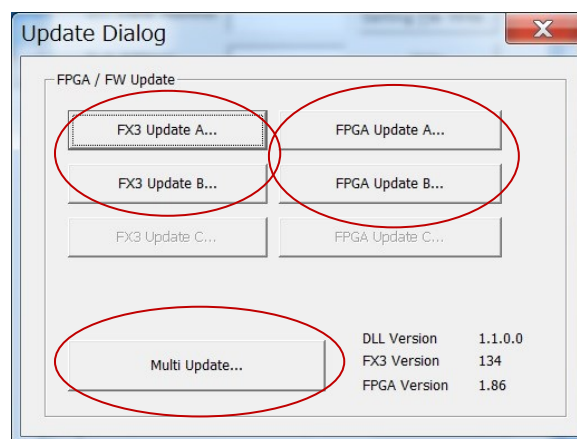 Update Dialog
FPGA / FW Update
FX3 Update A...
FPGA Update A...
FX3 Update B...
FPGA Update B...
FX3 Update C...
FPGA Update C...
Multi Update...
DLL Version 1.1.0.0
FX3 Version 134
FPGA Version 1.86